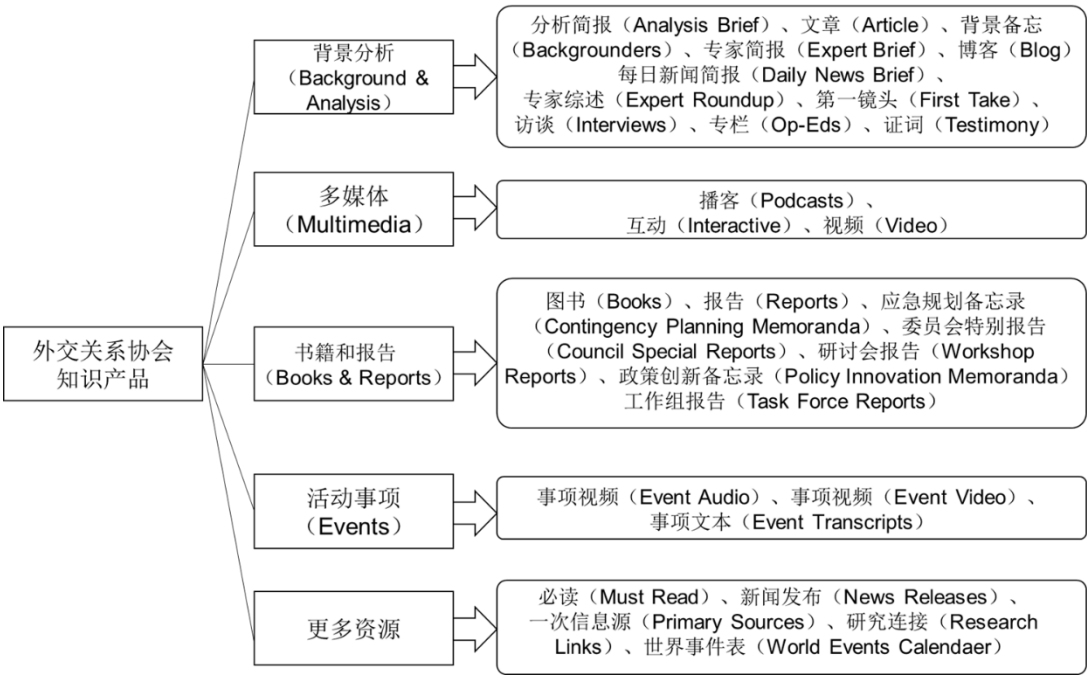 外交关系协会
知识产品
背景分析
（Background &
Analysis）
分析简报（Analysis Brief）、文章（Article）、背景备忘
（Backgrounders）、专家简报（Expert Brief）、博客（Blog）
每日新闻简报（Daily News Brief）、
专家综述（Expert Roundup）、第一镜头（First Take）、
访谈（Interviews）、专栏（Op-Eds）、证词（Testimony）
多媒体
（Multimedia）
播客（Podcasts）、
互动（Interactive）、视频（Video）
书籍和报告
（Books & Reports）
图书（Books）、报告（Reports）、应急规划备忘录
（Contingency Planning Memoranda）、委员会特别报告
（Council Special Reports）、研讨会报告（Workshop
Reports）、政策创新备忘录（Policy Innovation Memoranda）
工作组报告（Task Force Reports）
活动事项
（Events）
事项视频（Event Audio）、事项视频（Event Video）、
事项文本（Event Transcripts）
更多资源
必读（Must Read）、新闻发布（News Releases）、
一次信息源（Primary Sources）、研究连接（Research
Links）、世界事件表（World Events Calendaer）